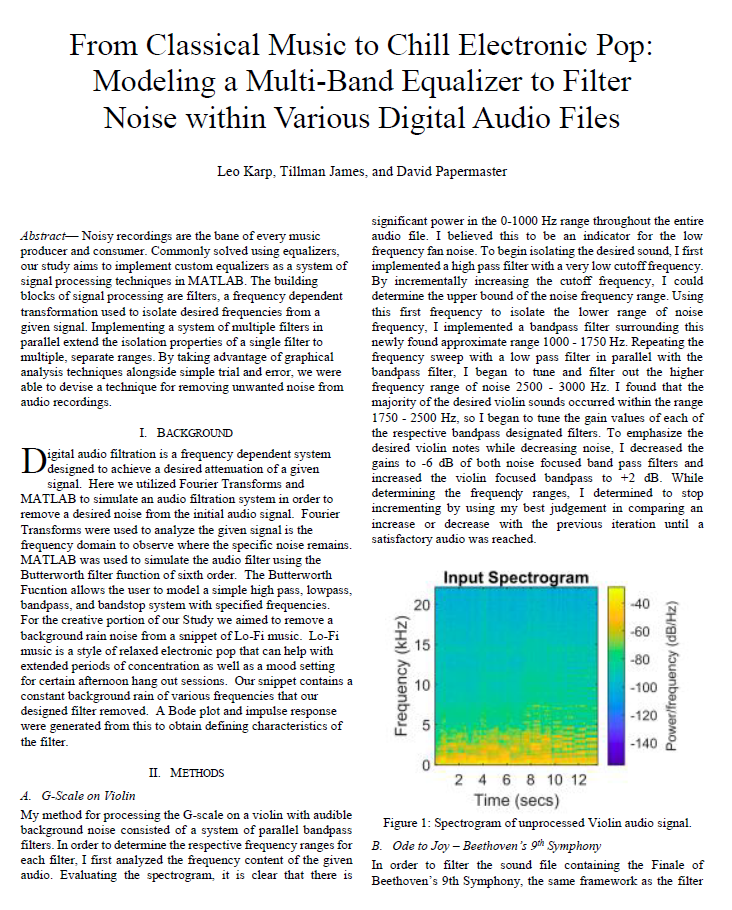 From Classical Music to Chill Electronic Pop:
Modeling a Multi-Band Equalizer to Filter
Noise within Various Digital Audio Files
Leo Karp, Tillman James, and David Papermaster
Abstract— Noisy recordings are the bane of every music
producer and consumer. Commonly solved using equalizers,
our study aims to implement custom equalizers as a system of
signal processing techniques in MATLAB. The building
blocks of signal processing are filters, a frequency dependent
transformation used to isolate desired frequencies from a
given signal. Implementing a system of multiple filters in
parallel extend the isolation properties of a single filter to
multiple, separate ranges. By taking advantage of graphical
analysis techniques alongside simple trial and error, we were
able to devise a technique for removing unwanted noise from
audio recordings.
I. BACKGROUND
Digital audio filtration is a frequency dependent system
designed to achieve a desired attenuation of a given
signal. Here we utilized Fourier Transforms and
MATLAB to simulate an audio filtration system in order to
remove a desired noise from the initial audio signal. Fourier
Transforms were used to analyze the given signal is the
frequency domain to observe where the specific noise remains.
MATLAB was used to simulate the audio filter using the
Butterworth filter function of sixth order. The Butterworth
Fucntion allows the user to model a simple high pass, lowpass,
bandpass, and bandstop system with specified frequencies.
For the creative portion of our Study we aimed to remove a
background rain noise from a snippet of Lo-Fi music. Lo-Fi
music is a style of relaxed electronic pop that can help with
extended periods of concentration as well as a mood setting
for certain afternoon hang out sessions. Our snippet contains a
constant background rain of various frequencies that our
designed filter removed. A Bode plot and impulse response
were generated from this to obtain defining characteristics of
the filter.
II. METHODS
A. G-Scale on Violin
My method for processing the G-scale on a violin with audible
background noise consisted of a system of parallel bandpass
filters. In order to determine the respective frequency ranges for
each filter, I first analyzed the frequency content of the given
audio. Evaluating the spectrogram, it is clear that there is
significant power in the 0-1000 Hz range throughout the entire
audio file. I believed this to be an indicator for the low
frequency fan noise. To begin isolating the desired sound, I first
implemented a high pass filter with a very low cutoff frequency.
By incrementally increasing the cutoff frequency, I could
determine the upper bound of the noise frequency range. Using
this first frequency to isolate the lower range of noise
frequency, I implemented a bandpass filter surrounding this
newly found approximate range 1000 - 1750 Hz. Repeating the
frequency sweep with a low pass filter in parallel with the
bandpass filter, I began to tune and filter out the higher
frequency range of noise 2500 - 3000 Hz. I found that the
majority of the desired violin sounds occurred within the range
1750 - 2500 Hz, so I began to tune the gain values of each of
the respective bandpass designated filters. To emphasize the
desired violin notes while decreasing noise, I decreased the
gains to -6 dB of both noise focused band pass filters and
increased the violin focused bandpass to +2 dB. While
determining the frequency ranges, I determined to stop
incrementing by using my best judgement in comparing an
increase or decrease with the previous iteration until a
satisfactory audio was reached.
Input Spectrogram
Frequency (kHz)
20
15
10
5
0
2 4 6 8 10 12
Time (secs)
-40
-60
-80
-100
-120
-140
Power/frequency (dB/Hz)
Figure 1: Spectrogram of unprocessed Violin audio signal.
B. Ode to Joy – Beethoven's 9th Symphony
In order to filter the sound file containing the Finale of
Beethoven's 9th Symphony, the same framework as the filter